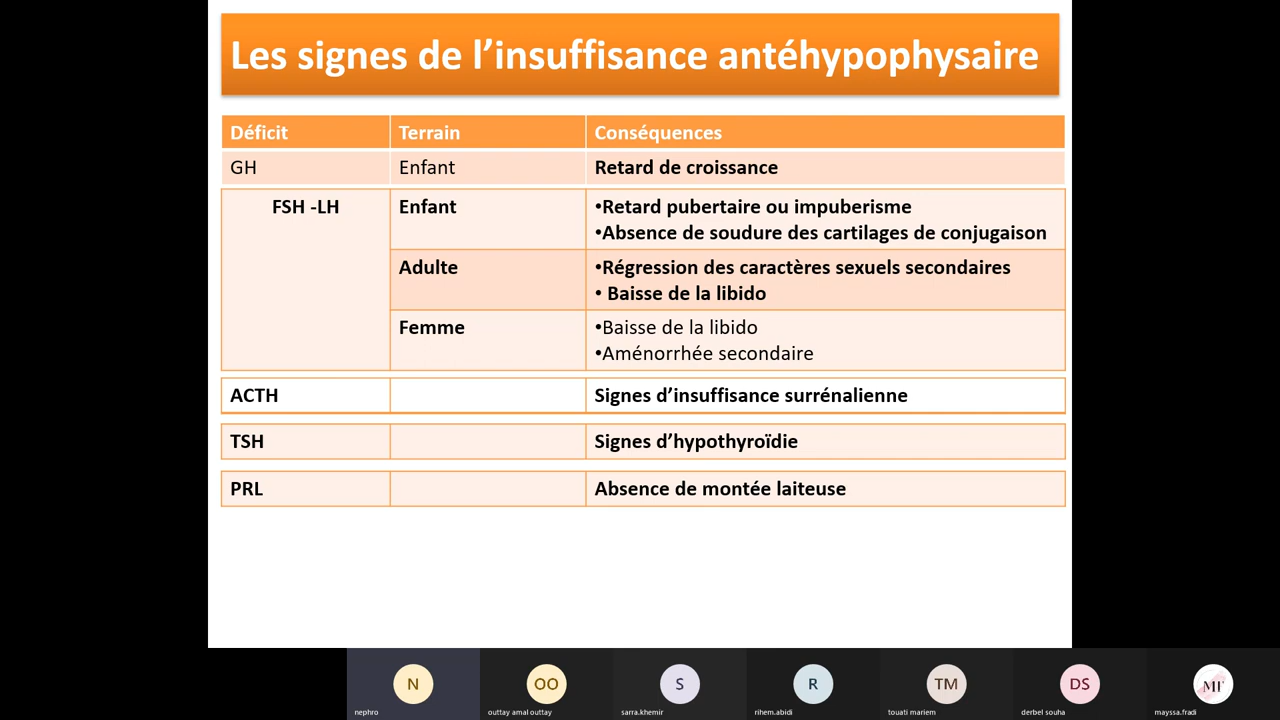 Les signes de l’insuffisance antéhypophysaire
Déficit Terrain Conséquences
GH Enfant Retard de croissance
FSH -LH Enfant •Retard pubertaire ou impuberisme
•Absence de soudure des cartilages de conjugaison
Adulte •Régression des caractères sexuels secondaires
• Baisse de la libido
Femme •Baisse de la libido
•Aménorrhée secondaire
ACTH Signes d’insuffisance surrénalienne
TSH Signes d’hypothyroïdie
PRL Absence de montée laiteuse
N OO S R TM DS MF
nephro outtay amal outtay sarra.khemir rihem.abidi touati mariem derbel souha mayssa.fradi